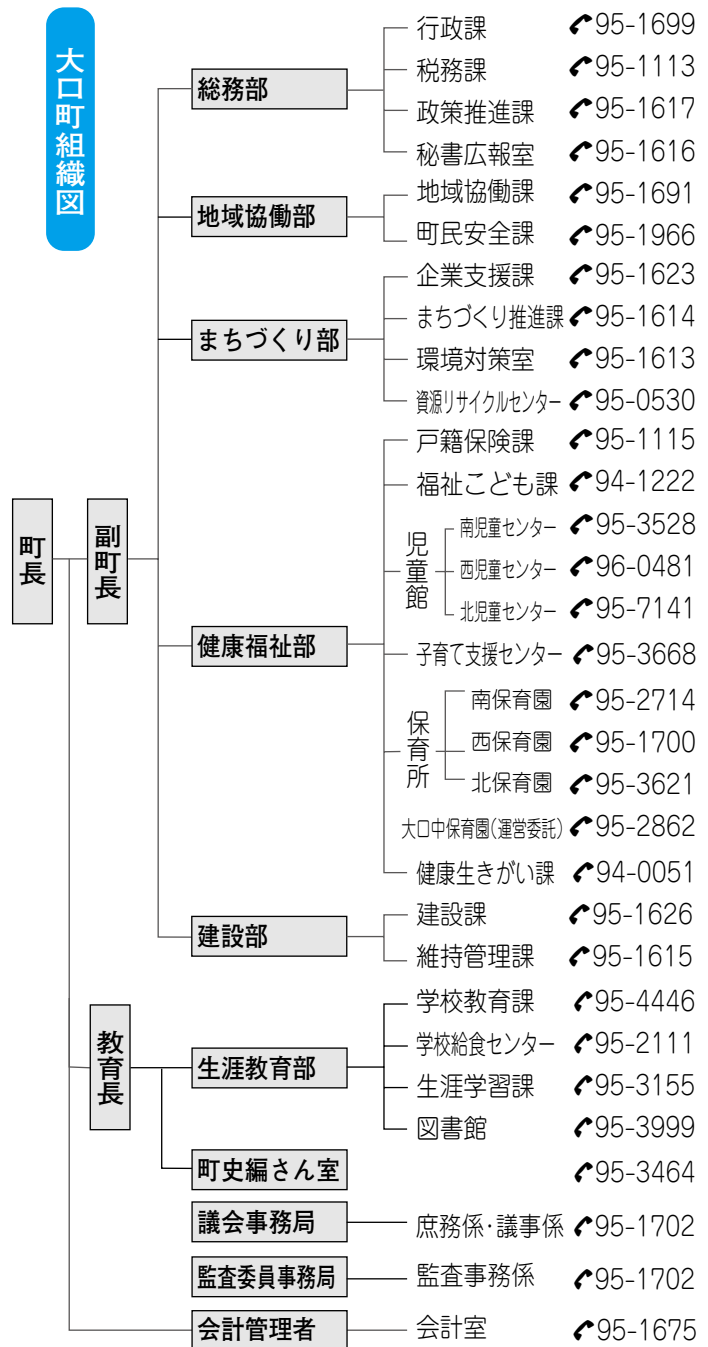 大口町組織図
町長
副町長
総務部
行政課 95-1699
税務課 95-1113
政策推進課 95-1617
秘書広報室 95-1616
地域協働部
地域協働課 95-1691
町民安全課 95-1966
まちづくり部
企業支援課 95-1623
まちづくり推進課 95-1614
環境対策室 95-1613
資源リサイクルセンター 95-0530
健康福祉部
戸籍保険課 95-1115
福祉こども課 94-1222
児童館
南児童センター 95-3528
西児童センター 96-0481
北児童センター 95-7141
子育て支援センター 95-3668
保育所
南保育園 95-2714
西保育園 95-1700
北保育園 95-3621
大口中保育園(運営委託) 95-2862
健康生きがい課 94-0051
建設部
建設課 95-1626
維持管理課 95-1615
教育長
生涯教育部
学校教育課 95-4446
学校給食センター 95-2111
生涯学習課 95-3155
図書館 95-3999
町史編さん室 95-3464
議会事務局 庶務係・議事係 95-1702
監査委員事務局 監査事務係 95-1702
会計管理者 会計室 95-1675